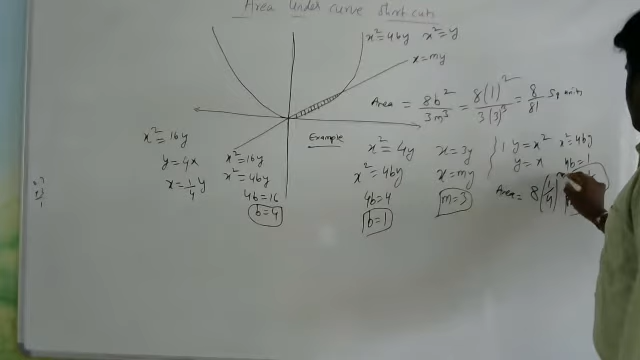 Area Under curve Short cuts
x²=4by x²=y
x=my
Area = 8b²/3m³ = 8(1)²/3(3)³ = 8/81 Sq units
Example
x²=16y
y=4x
x=1/4 y
x²=16y
x²=4by
4b=16
b=4
x²=4y
x²=4by
4b=4
b=1
x=3y
x=my
m=3
1 y=x² x²=4by
y=x 4b=1
Area = 8(1/4)